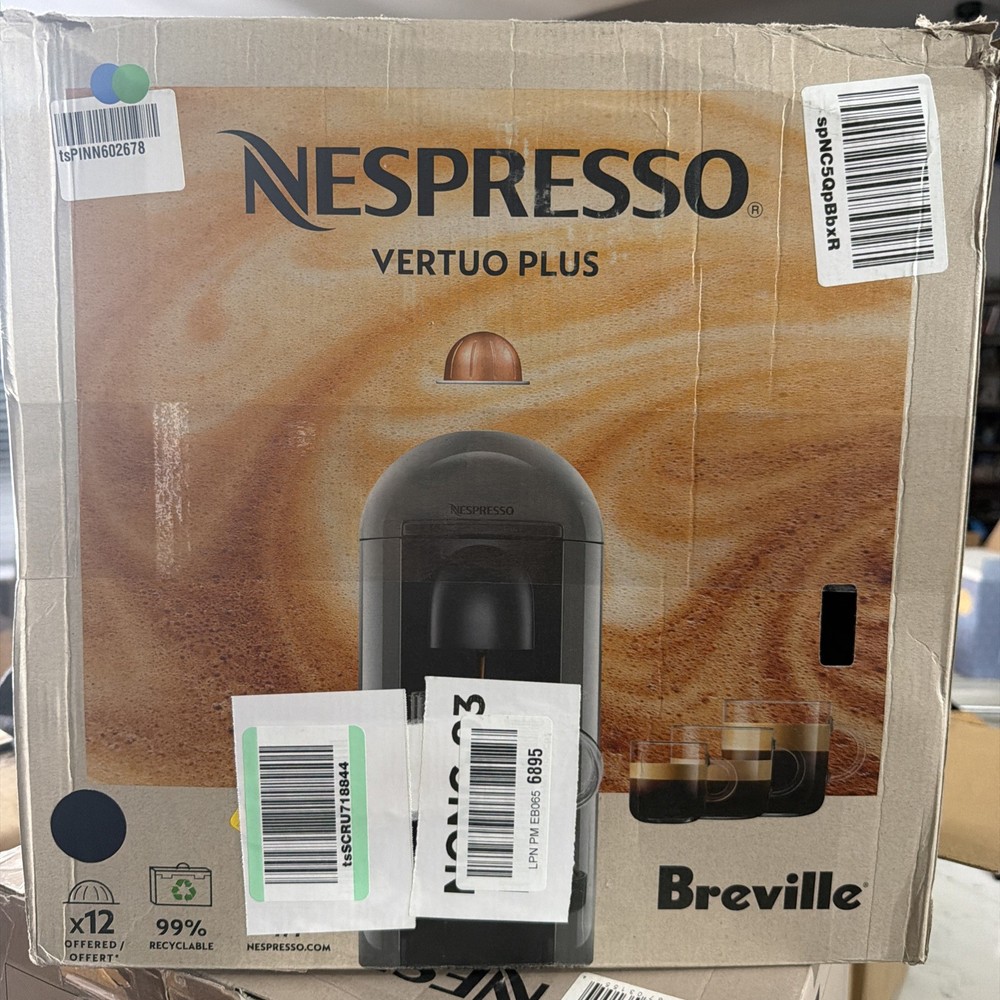 tsPINN602678
spNC5QpBbxR
NESPRESSO®
VERTUO PLUS
NESPRESSO
tsSCRU718844
LPN PM EB065 6895
Breville
x12
OFFERED /
OFFERT*
99%
RECYCLABLE
NESPRESSO.COM